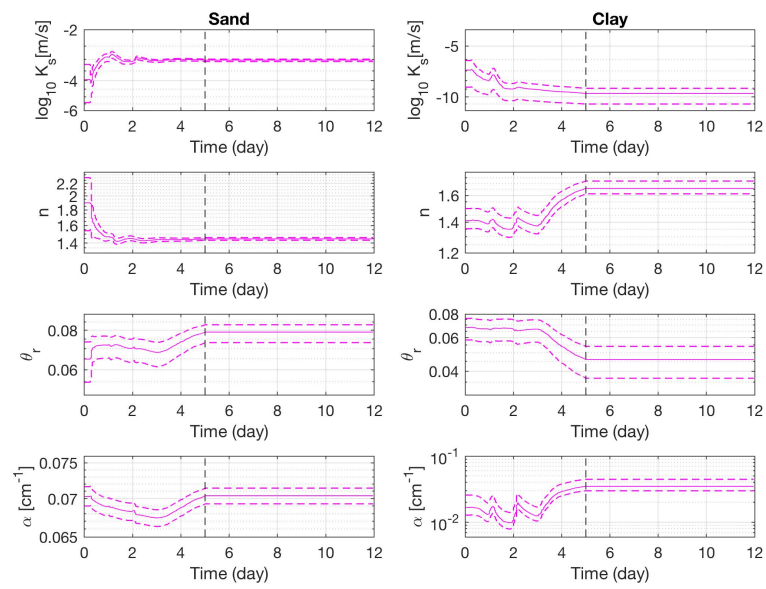 Sand
Clay
log10 Ks[m/s]
-2
-4
-6
0 2 4 6 8 10 12
Time (day)
log10 Ks[m/s]
-5
-10
0 2 4 6 8 10 12
Time (day)
n
2.2
2
1.8
1.6
1.4
0 2 4 6 8 10 12
Time (day)
n
1.6
1.4
1.2
0 2 4 6 8 10 12
Time (day)
θr
0.08
0.06
0 2 4 6 8 10 12
Time (day)
θr
0.08
0.06
0.04
0 2 4 6 8 10 12
Time (day)
α [cm-1]
0.075
0.07
0.065
0 2 4 6 8 10 12
Time (day)
α [cm-1]
10-1
10-2
0 2 4 6 8 10 12
Time (day)